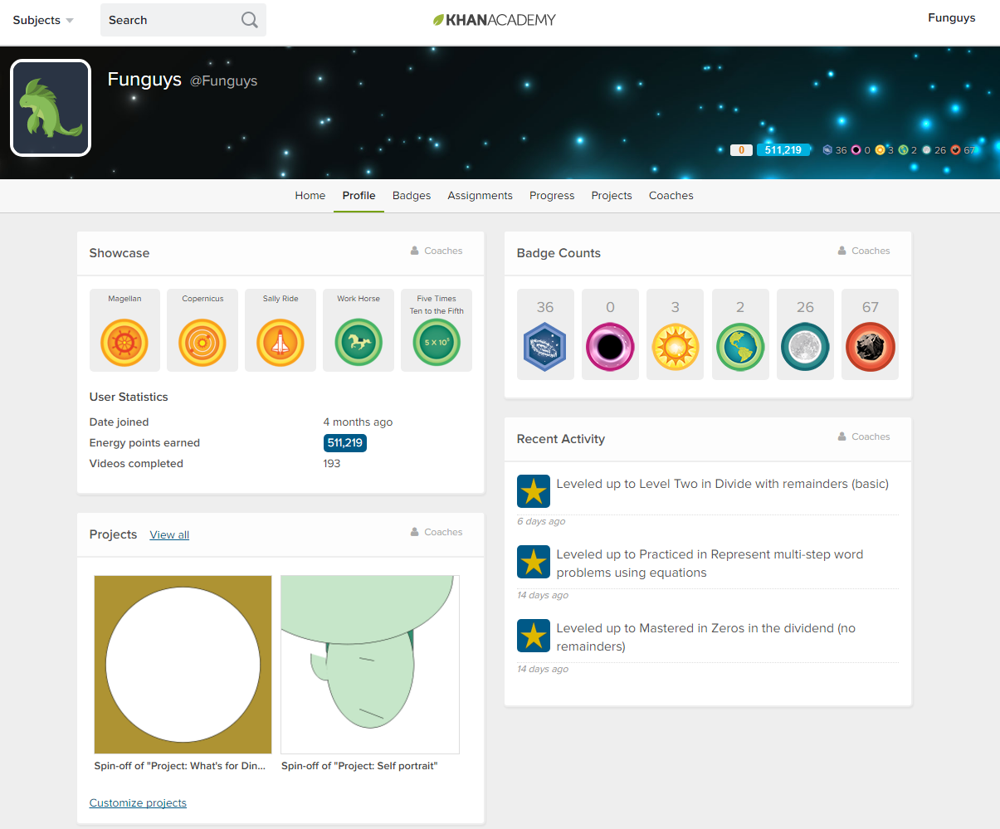 Subjects
Search
KHANACADEMY
Funguys
Funguys @Funguys
0 511,219 36 0 3 2 26 67
Home Profile Badges Assignments Progress Projects Coaches
Showcase Coaches
Magellan Copernicus Sally Ride Work Horse Five Times
Ten to the Fifth
5 X 10⁵
User Statistics
Date joined 4 months ago
Energy points earned 511,219
Videos completed 193
Projects View all Coaches
Spin-off of "Project: What's for Din... Spin-off of "Project: Self portrait"
Customize projects
Badge Counts Coaches
36 0 3 2 26 67
Recent Activity Coaches
Leveled up to Level Two in Divide with remainders (basic)
6 days ago
Leveled up to Practiced in Represent multi-step word
problems using equations
14 days ago
Leveled up to Mastered in Zeros in the dividend (no
remainders)
14 days ago